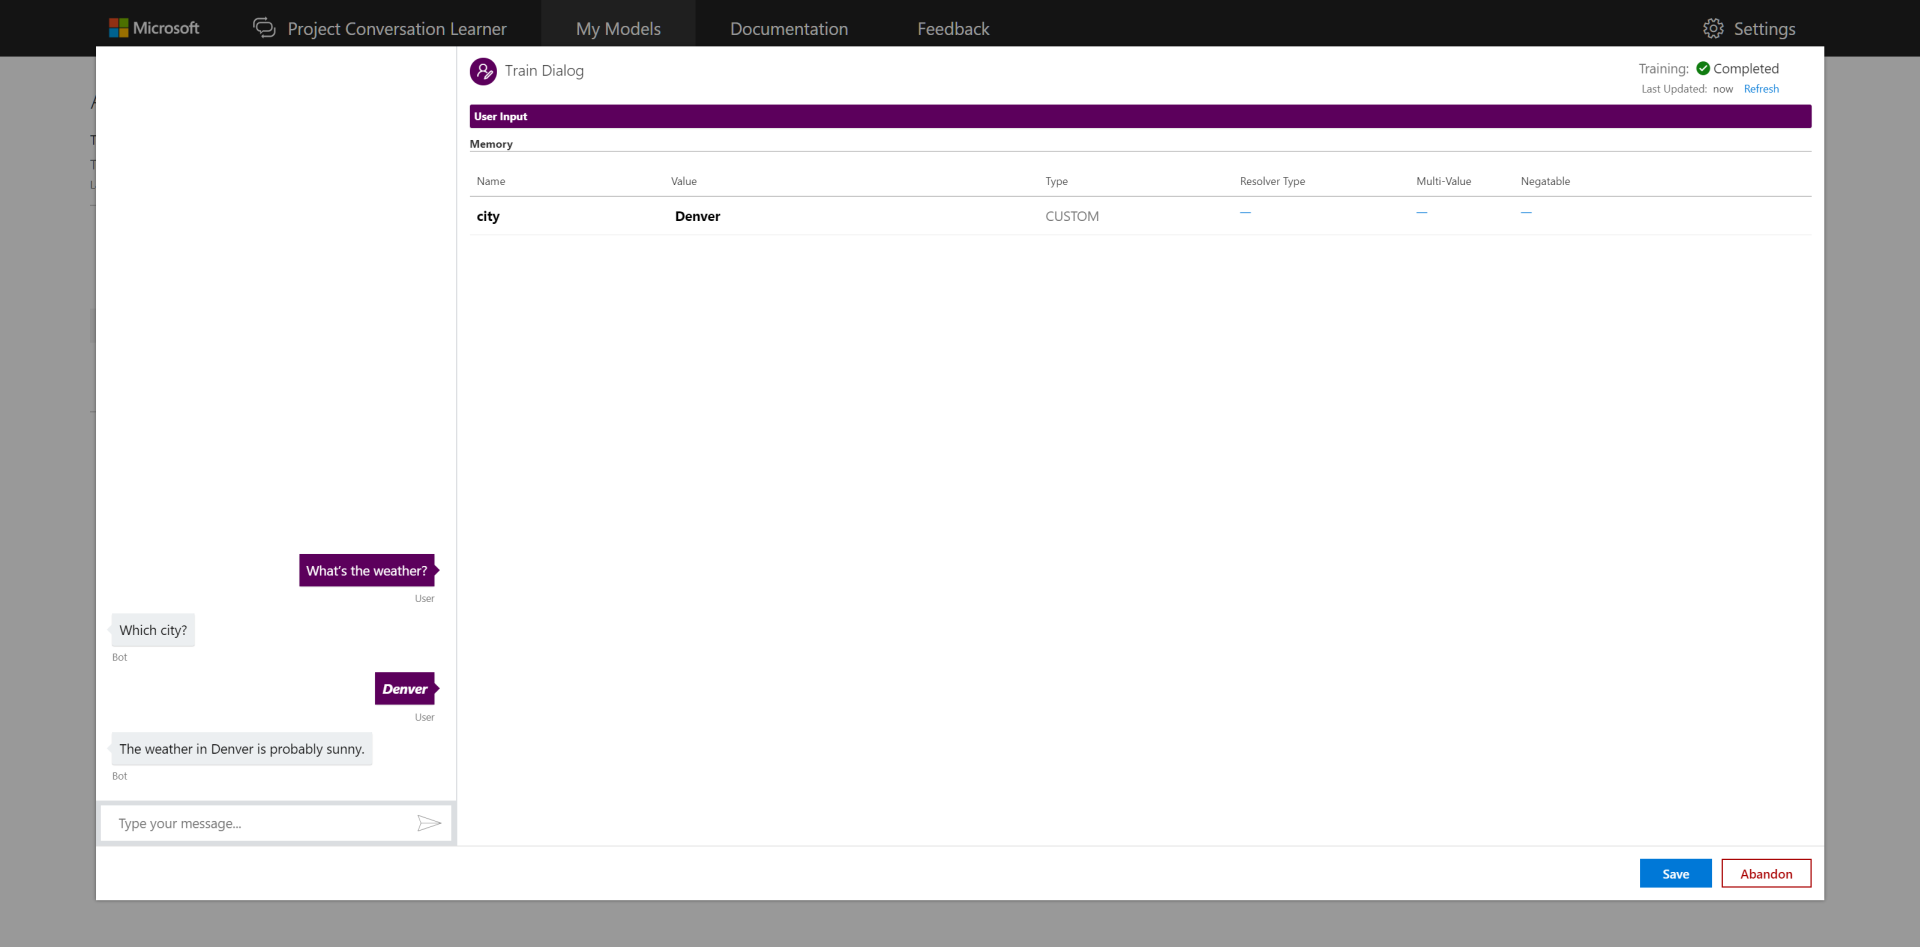 Microsoft Project Conversation Learner My Models Documentation Feedback Settings
Train Dialog
Training: Completed
Last Updated: now Refresh
User Input
Memory
Name Value Type Resolver Type Multi-Value Negatable
city Denver CUSTOM
What's the weather?
User
Which city?
Bot
Denver
User
The weather in Denver is probably sunny.
Bot
Type your message...
Save Abandon